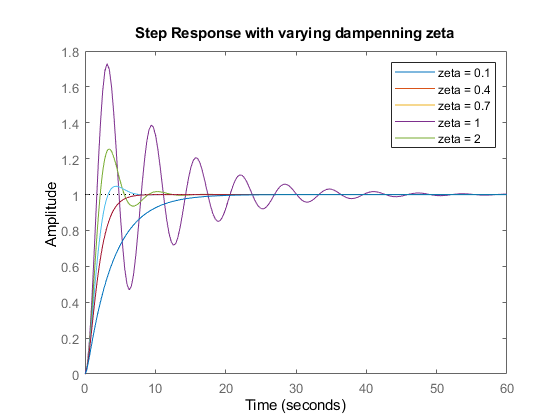 Step Response with varying dampenning zeta
1.8
1.6
1.4
1.2
1
0.8
0.6
0.4
0.2
0
Amplitude
zeta = 0.1
zeta = 0.4
zeta = 0.7
zeta = 1
zeta = 2
0 10 20 30 40 50 60
Time (seconds)